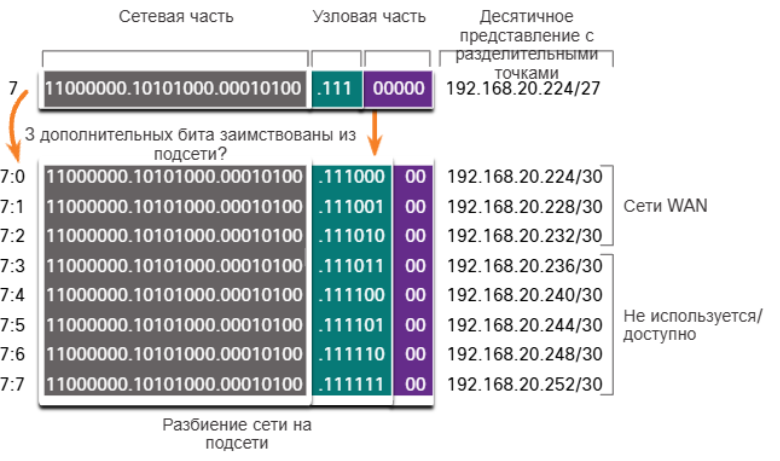 Сетевая часть
Узловая часть
Десятичное
представление с
разделительными
точками
7 11000000.10101000.00010100 .111 00000 192.168.20.224/27
3 дополнительных бита заимствованы из
подсети?
7:0 11000000.10101000.00010100 .111000 00 192.168.20.224/30
7:1 11000000.10101000.00010100 .111001 00 192.168.20.228/30
7:2 11000000.10101000.00010100 .111010 00 192.168.20.232/30
Сети WAN
7:3 11000000.10101000.00010100 .111011 00 192.168.20.236/30
7:4 11000000.10101000.00010100 .111100 00 192.168.20.240/30
7:5 11000000.10101000.00010100 .111101 00 192.168.20.244/30
7:6 11000000.10101000.00010100 .111110 00 192.168.20.248/30
7:7 11000000.10101000.00010100 .111111 00 192.168.20.252/30
Не используется/
доступно
Разбиение сети на
подсети